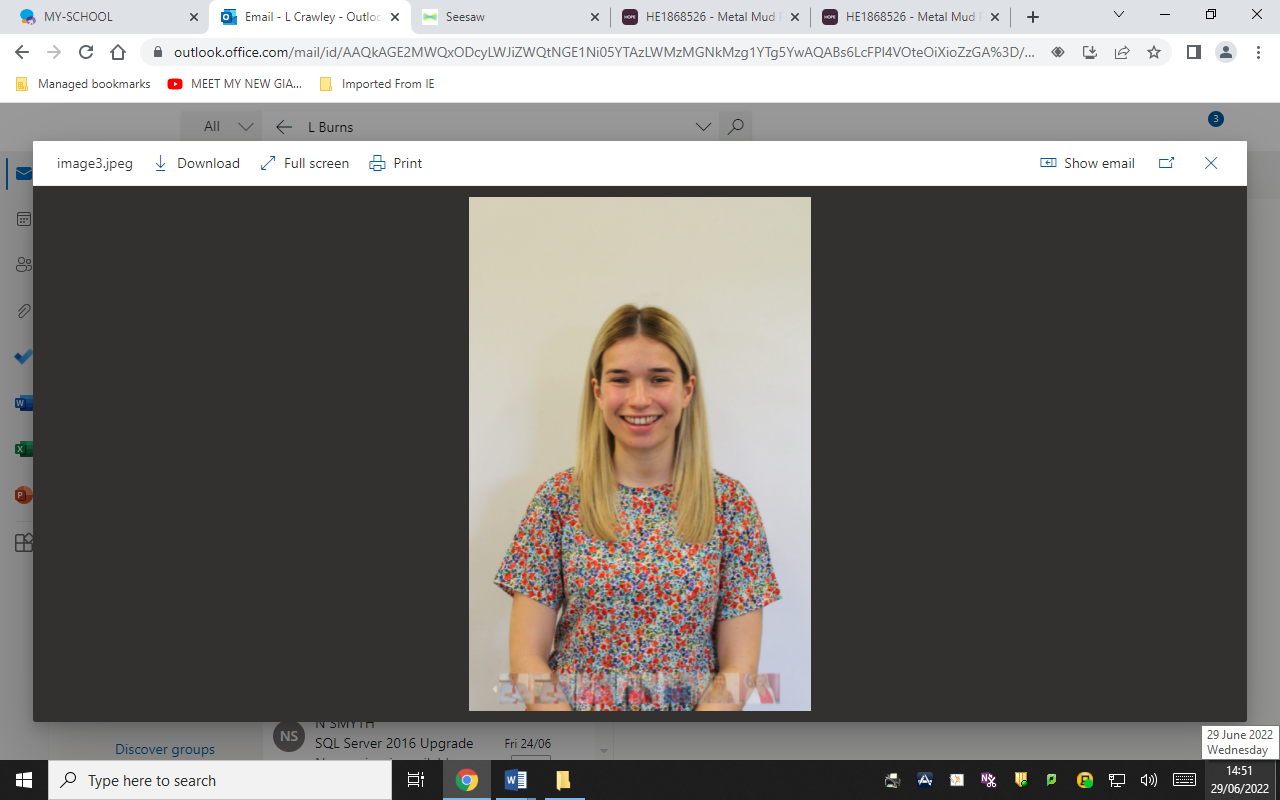 MY-SCHOOL
Email - L Crawley - Outloo
Seesaw
HE1868526 - Metal Mud
HE1868526 - Metal Mud
outlook.office.com/mail/id/AAQkAGE2MWQxODcyLWJiZWQtNGE1Ni05YTAzLWMzMGNkMzg1YTg5YwAQABs6LcFPI4VOteOiXioZzGA%3D/...
Managed bookmarks
MEET MY NEW GIA...
Imported From IE
All
L Burns
3
image3.jpeg
Download
Full screen
Print
Show email
NS
N SMYTH
SQL Server 2016 Upgrade
Fri 24/06
Discover groups
29 June 2022
Wednesday
Type here to search
14:51
29/06/2022